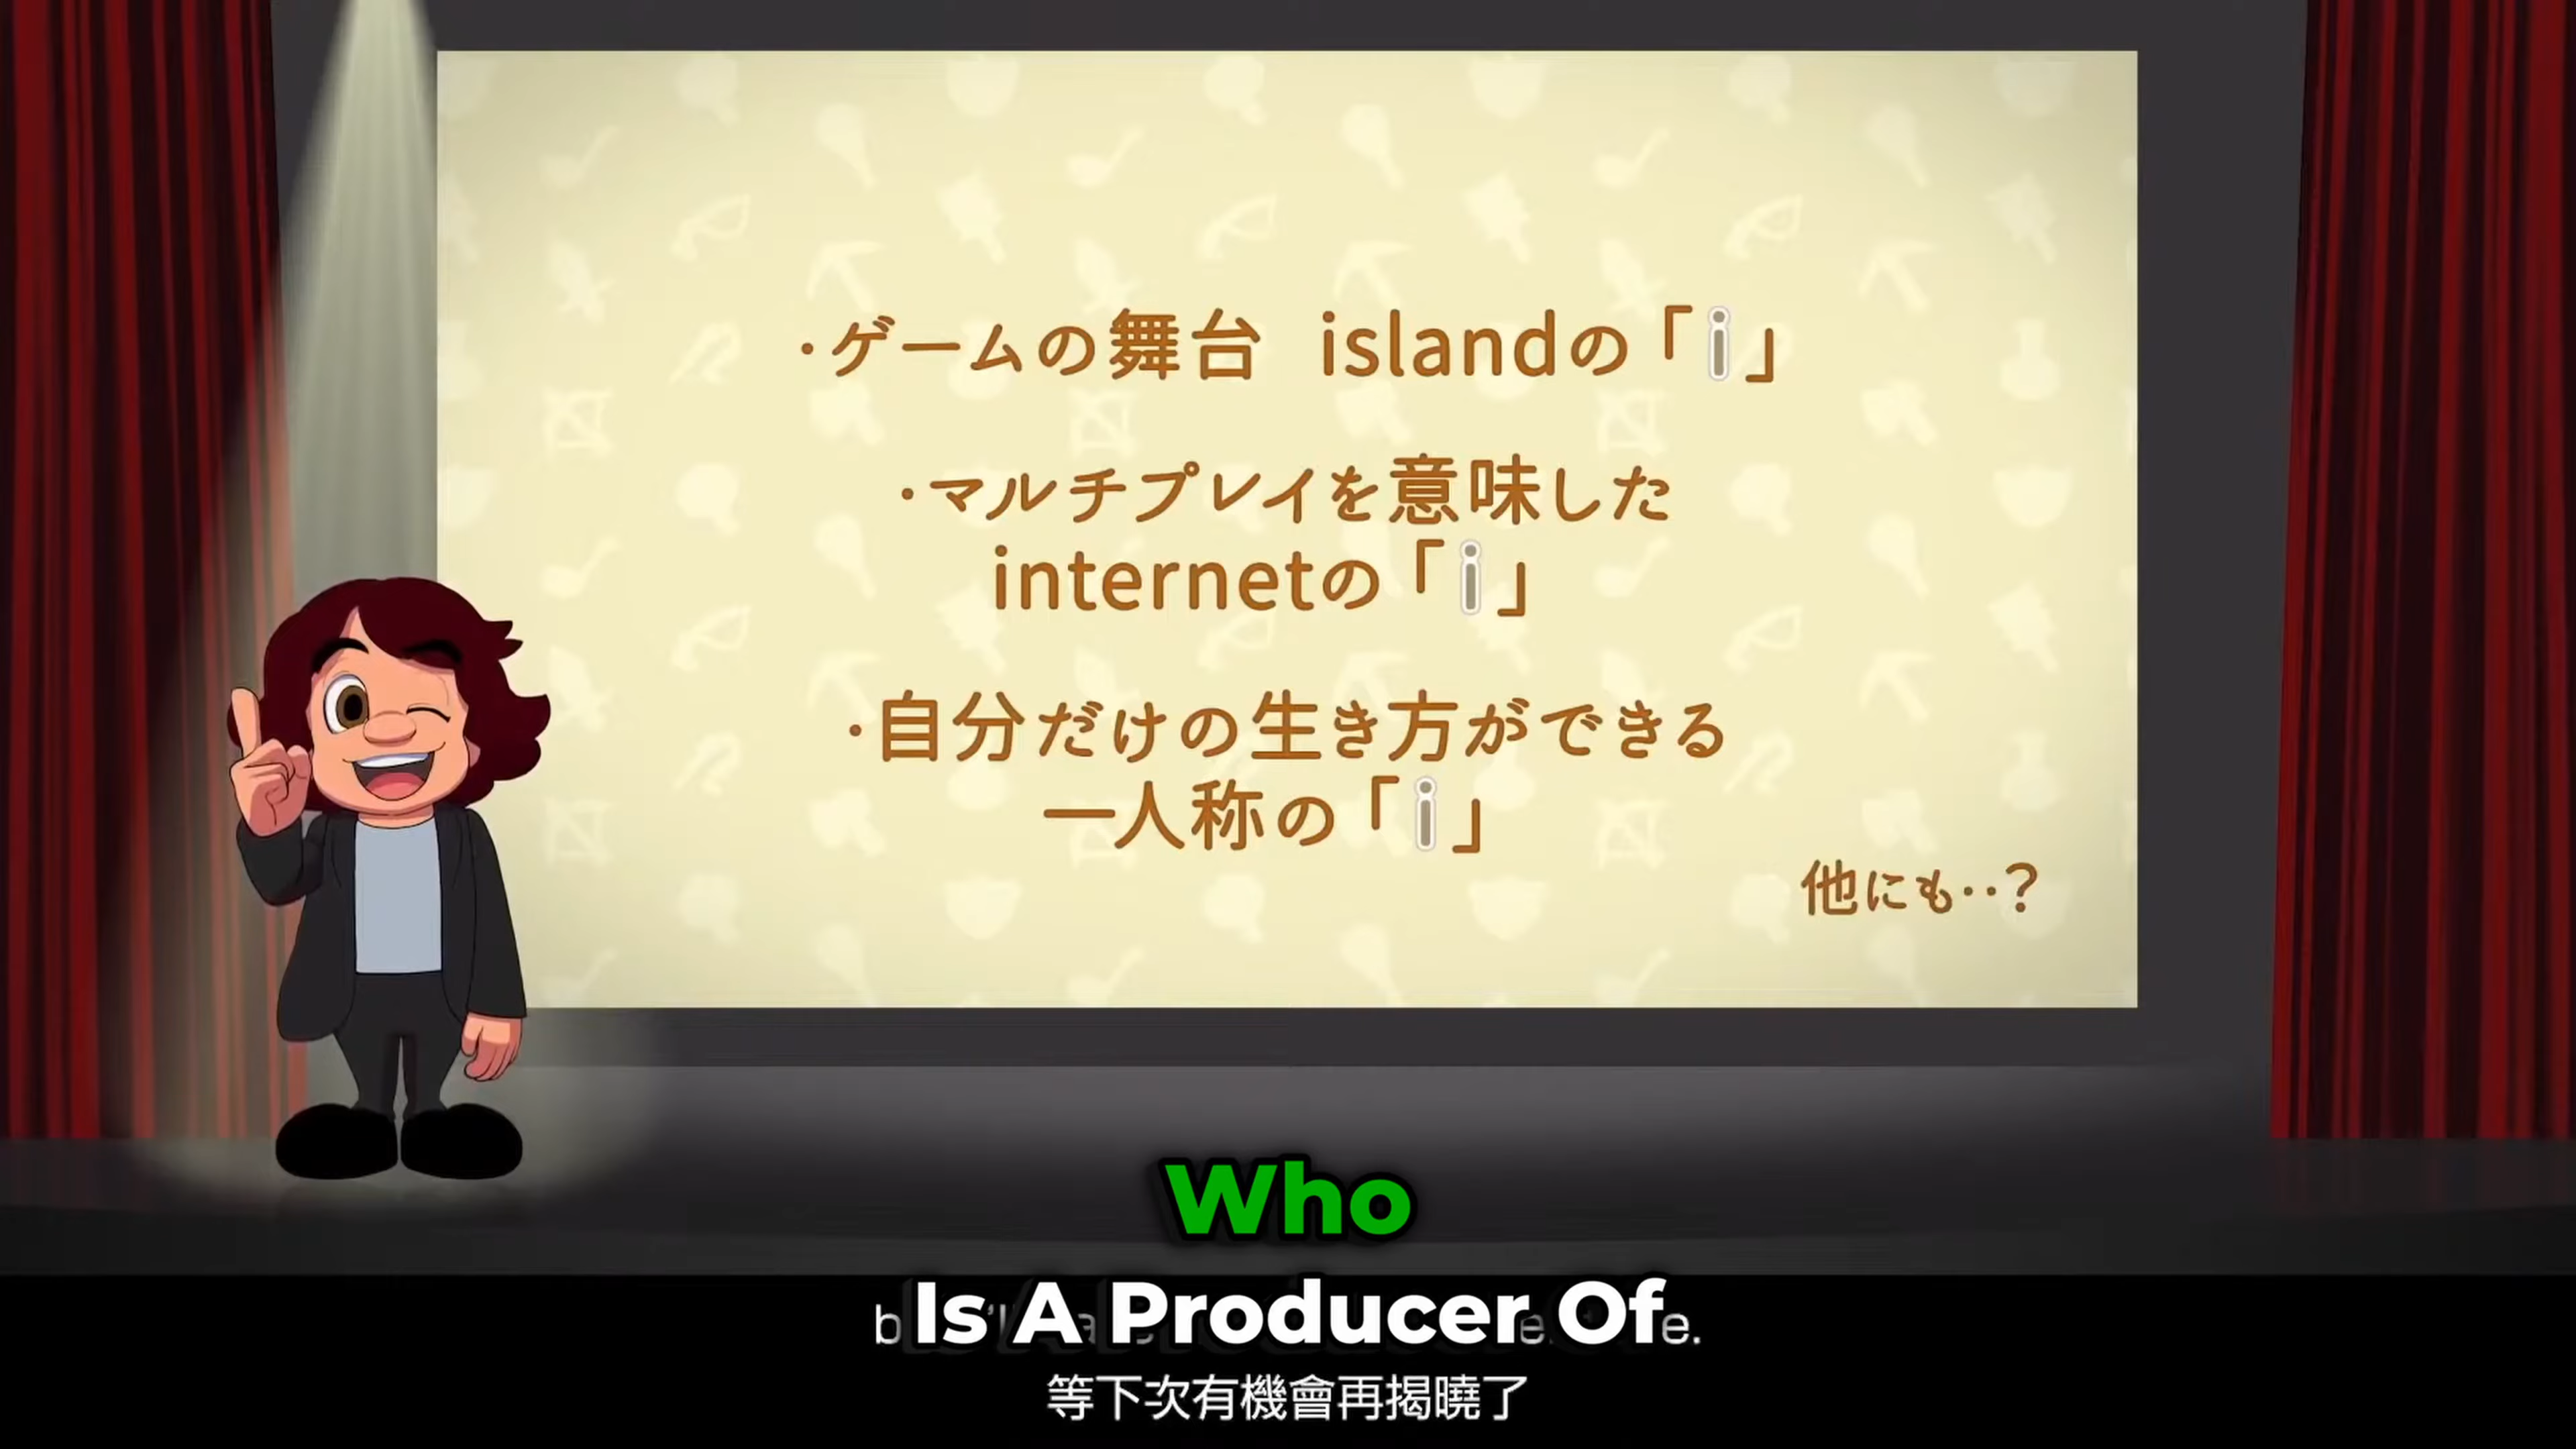 ・ゲームの舞台 islandの「i」
・マルチプレイを意味した
internetの「i」
・自分だけの生き方ができる
一人称の「i」
他にも‥?
Who
Is A Producer Of
等下次有機會再揭曉了